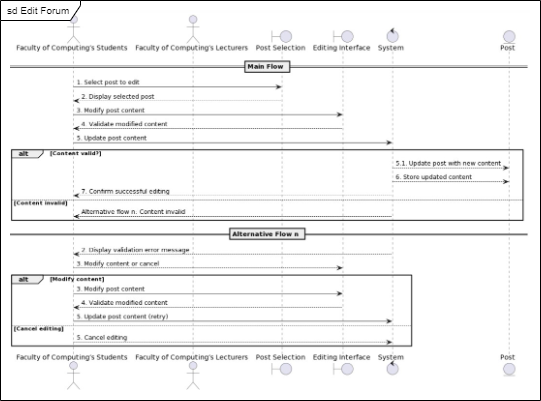 sd Edit Forum
Faculty of Computing's Students Faculty of Computing's Lecturers Post Selection Editing Interface System Post
Main Flow
1. Select post to edit
2. Display selected post
3. Modify post content
4. Validate modified content
5. Update post content
alt [Content valid?]
5.1. Update post with new content
6. Store updated content
7. Confirm successful editing
[Content invalid]
Alternative flow n. Content invalid
Alternative Flow n
2. Display validation error message
3. Modify content or cancel
alt [Modify content]
3. Modify post content
4. Validate modified content
5. Update post content (retry)
[Cancel editing]
5. Cancel editing
Faculty of Computing's Students Faculty of Computing's Lecturers Post Selection Editing Interface System Post